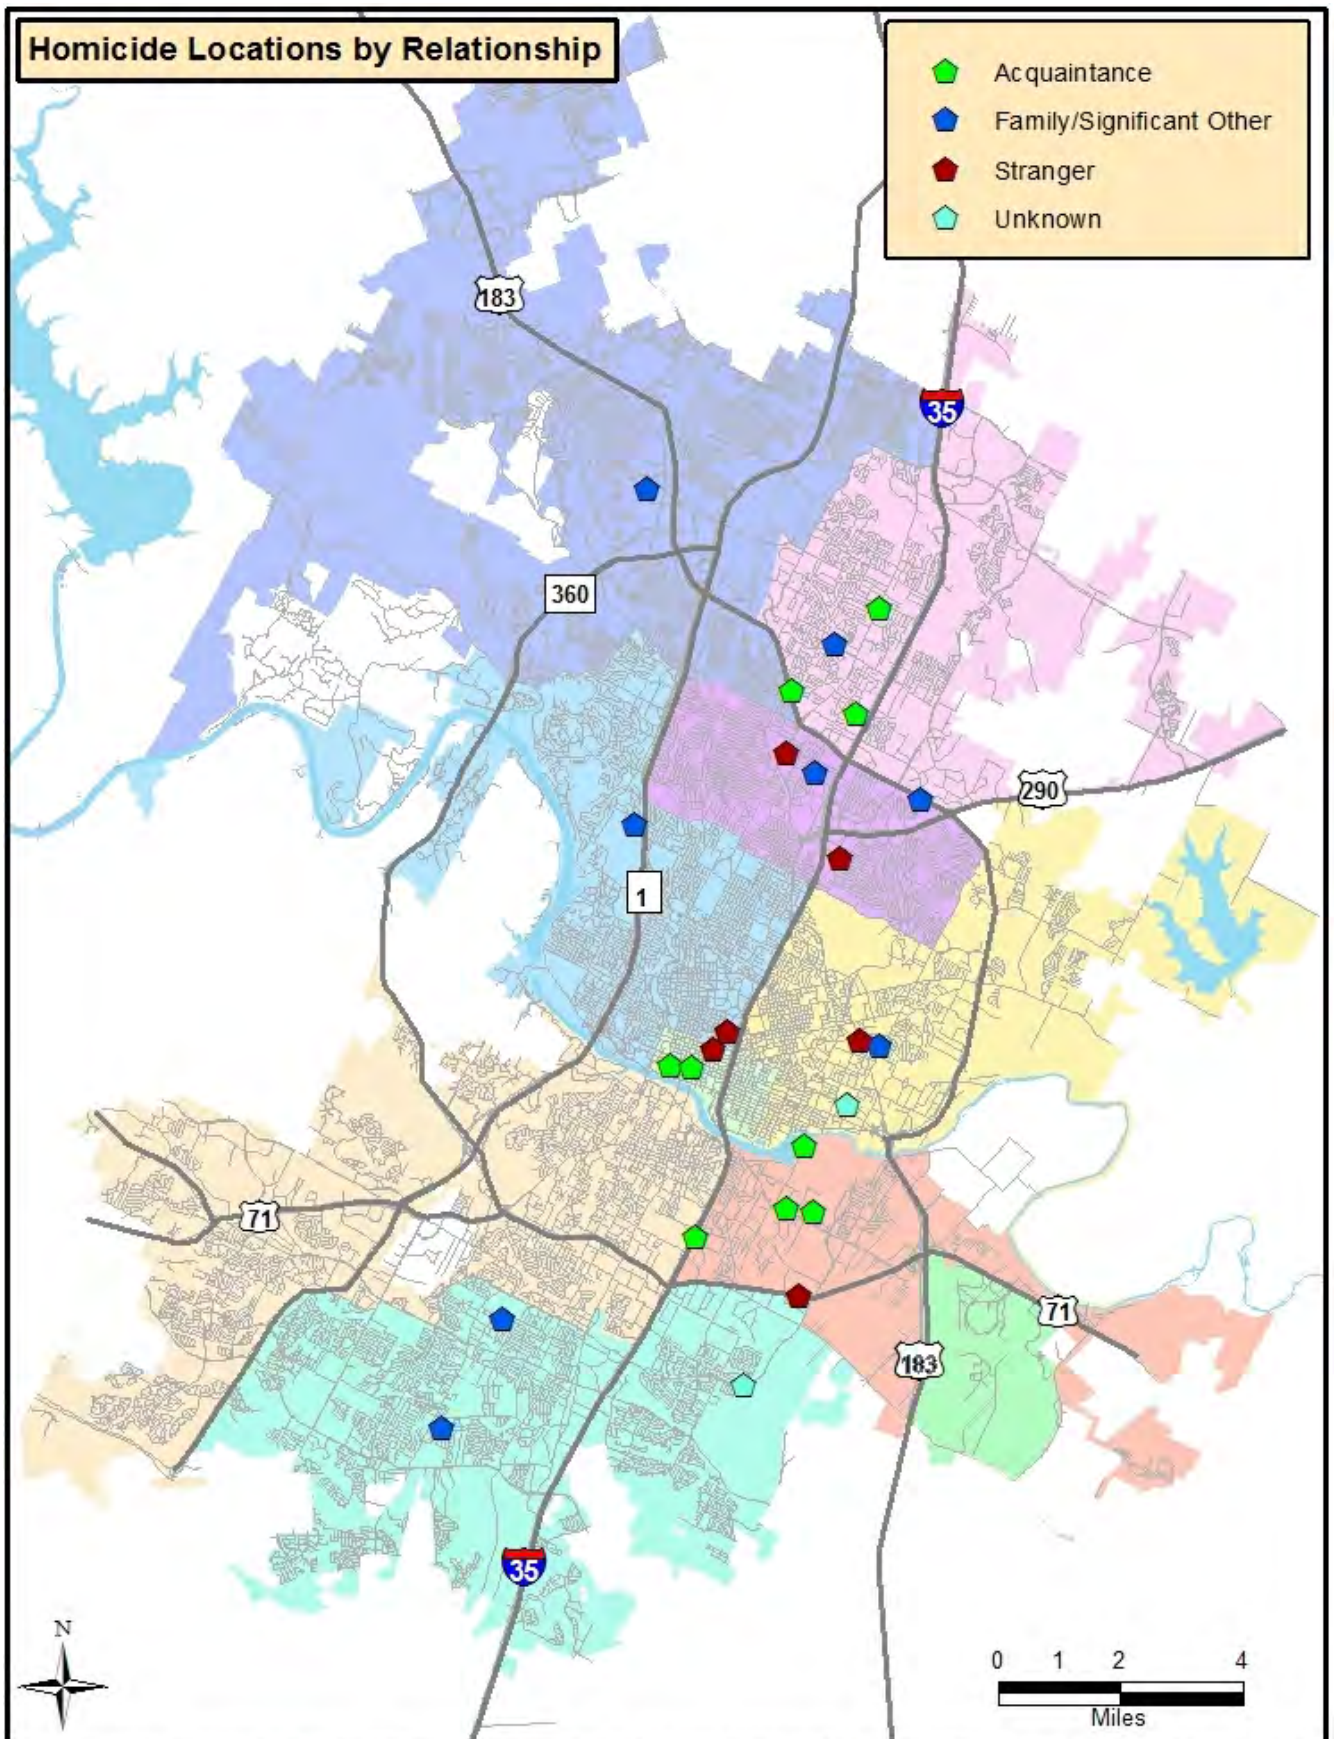 Homicide Locations by Relationship
Acquaintance
Family/Significant Other
Stranger
Unknown
183
35
360
290
1
71
71
183
35
N
0 1 2 4
Miles